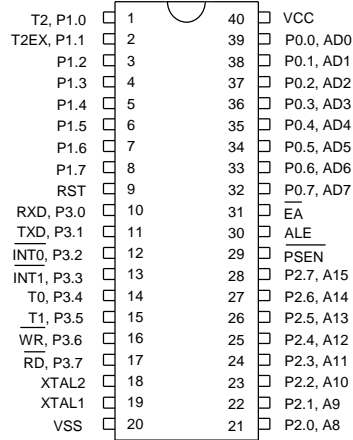 T2, P1.0 1 40 VCC
T2EX, P1.1 2 39 P0.0, AD0
P1.2 3 38 P0.1, AD1
P1.3 4 37 P0.2, AD2
P1.4 5 36 P0.3, AD3
P1.5 6 35 P0.4, AD4
P1.6 7 34 P0.5, AD5
P1.7 8 33 P0.6, AD6
RST 9 32 P0.7, AD7
RXD, P3.0 10 31 EA
TXD, P3.1 11 30 ALE
INT0, P3.2 12 29 PSEN
INT1, P3.3 13 28 P2.7, A15
T0, P3.4 14 27 P2.6, A14
T1, P3.5 15 26 P2.5, A13
WR, P3.6 16 25 P2.4, A12
RD, P3.7 17 24 P2.3, A11
XTAL2 18 23 P2.2, A10
XTAL1 19 22 P2.1, A9
VSS 20 21 P2.0, A8